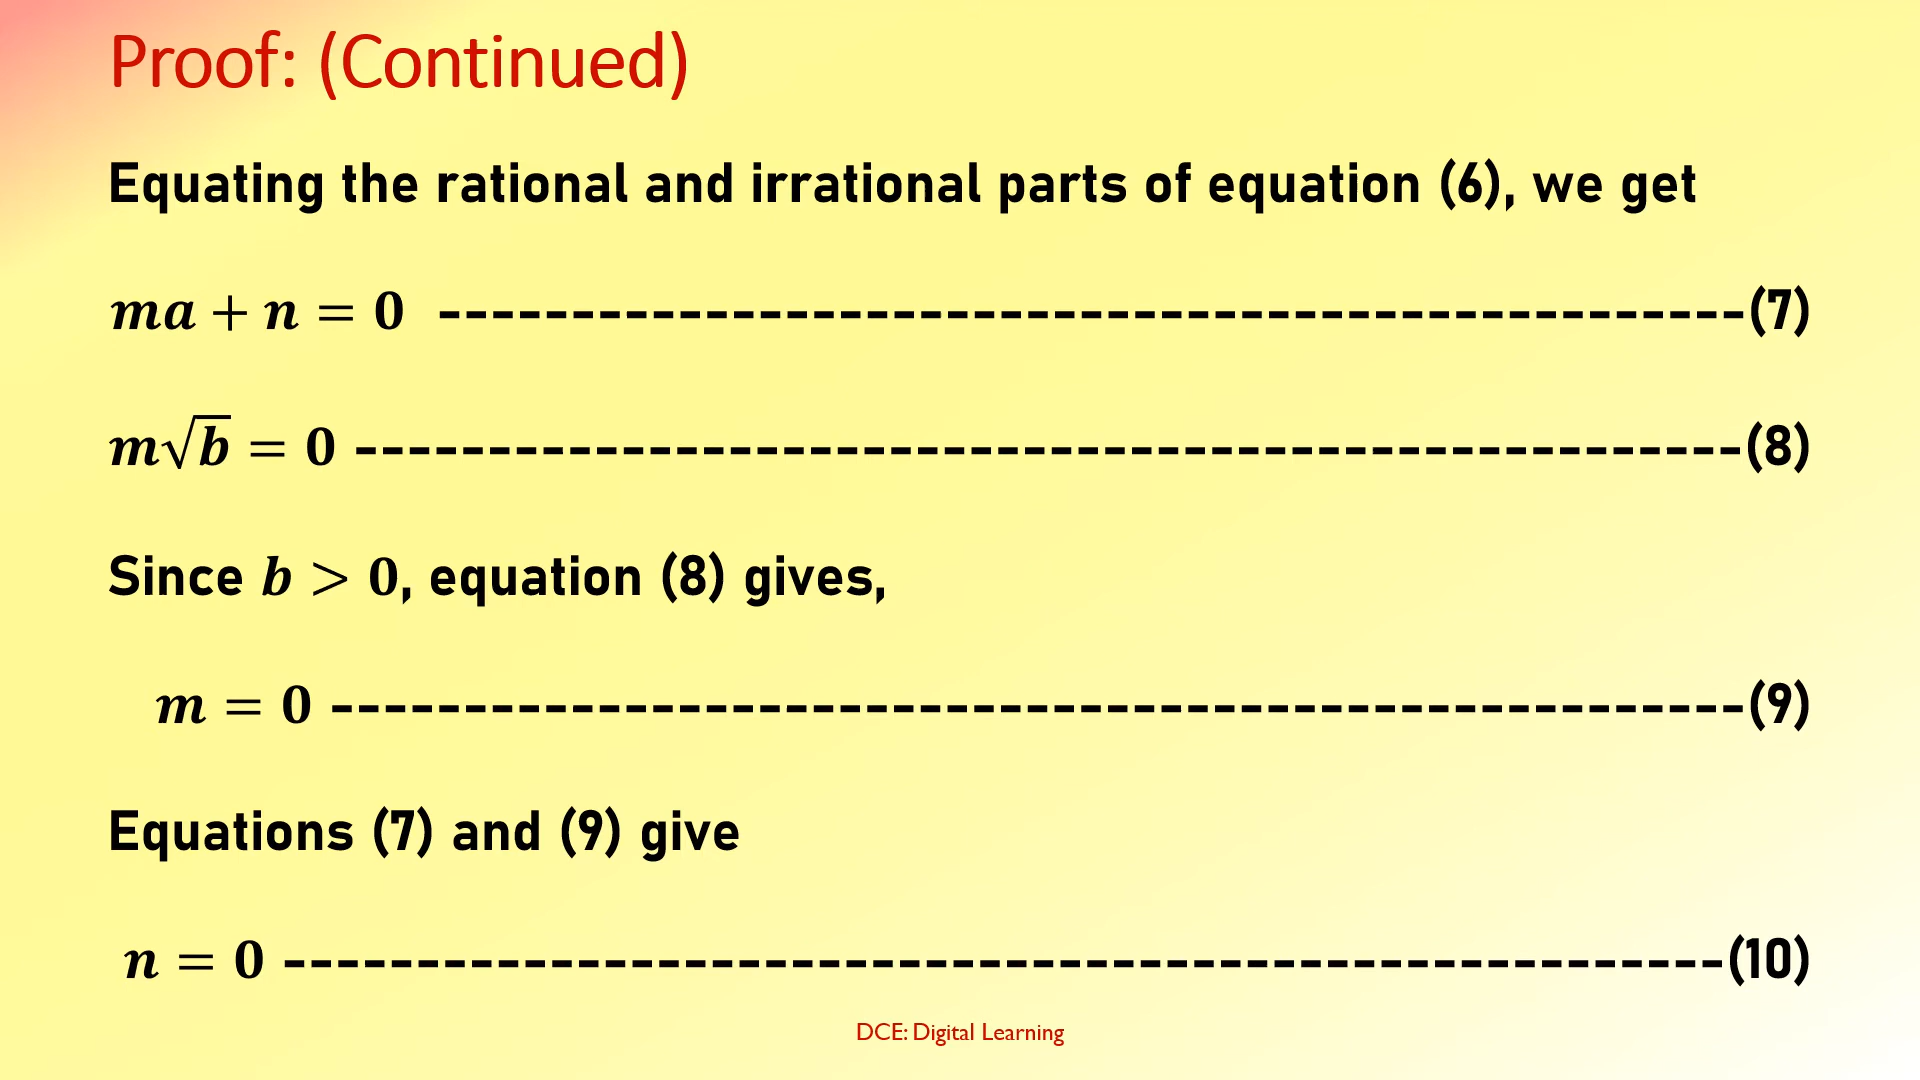 Proof: (Continued)
Equating the rational and irrational parts of equation (6), we get
ma + n = 0 -------------------------------------------------(7)
m√b = 0 ----------------------------------------------------(8)
Since b > 0, equation (8) gives,
m = 0 -----------------------------------------------------(9)
Equations (7) and (9) give
n = 0 ------------------------------------------------------(10)
DCE: Digital Learning